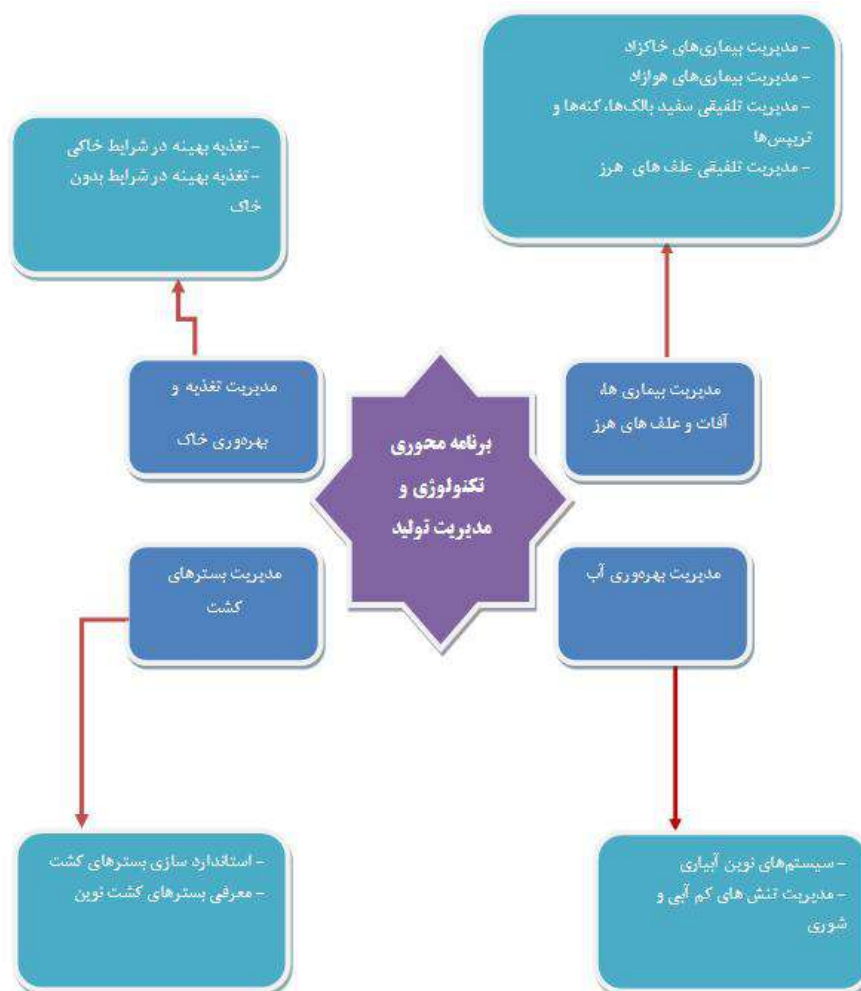 - مدیریت بیماری‌های خاکزاد
- مدیریت بیماری‌های هوازاد
- مدیریت تلفیقی سفید بالک‌ها، کنه‌ها و
تریپس‌ها
- مدیریت تلفیقی علف های هرز
- تغذیه بهینه در شرایط خاکی
- تغذیه بهینه در شرایط بدون
خاک
مدیریت بیماری ها،
آفات و علف های هرز
برنامه محوری
تکنولوژی و
مدیریت تولید
مدیریت تغذیه و
بهره‌وری خاک
مدیریت بهره‌وری آب
مدیریت بسترهای
کشت
- سیستم‌های نوین آبیاری
- مدیریت تنش های کم آبی و
شوری
- استاندارد سازی بسترهای کشت
- معرفی بسترهای کشت نوین